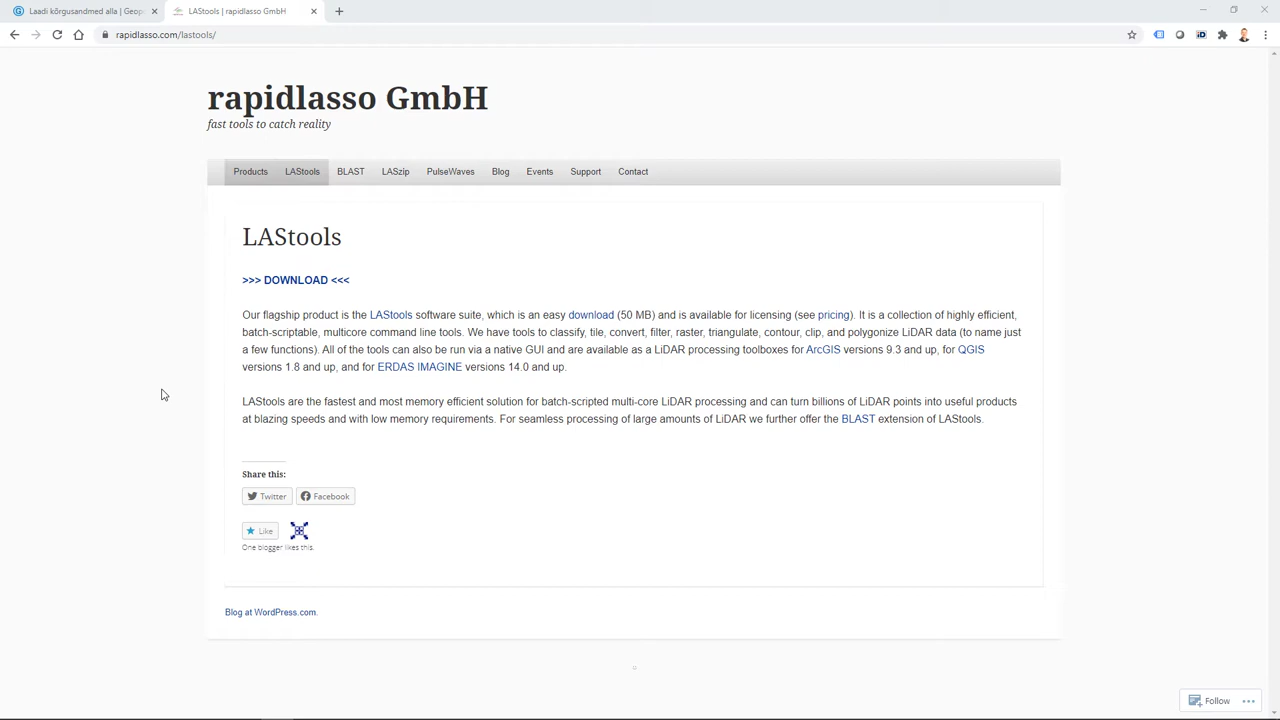 Laadi kõrgusandmed alla | Geop
LAStools | rapidlasso GmbH
rapidlasso.com/lastools/
rapidlasso GmbH
fast tools to catch reality
Products LAStools BLAST LASzip PulseWaves Blog Events Support Contact
LAStools
>>> DOWNLOAD <<<
Our flagship product is the LAStools software suite, which is an easy download (50 MB) and is available for licensing (see pricing). It is a collection of highly efficient,
batch-scriptable, multicore command line tools. We have tools to classify, tile, convert, filter, raster, triangulate, contour, clip, and polygonize LiDAR data (to name just
a few functions). All of the tools can also be run via a native GUI and are available as a LiDAR processing toolboxes for ArcGIS versions 9.3 and up, for QGIS
versions 1.8 and up, and for ERDAS IMAGINE versions 14.0 and up.
LAStools are the fastest and most memory efficient solution for batch-scripted multi-core LiDAR processing and can turn billions of LiDAR points into useful products
at blazing speeds and with low memory requirements. For seamless processing of large amounts of LiDAR we further offer the BLAST extension of LAStools.
Share this:
Twitter Facebook
Like
One blogger likes this.
Blog at WordPress.com.
Follow